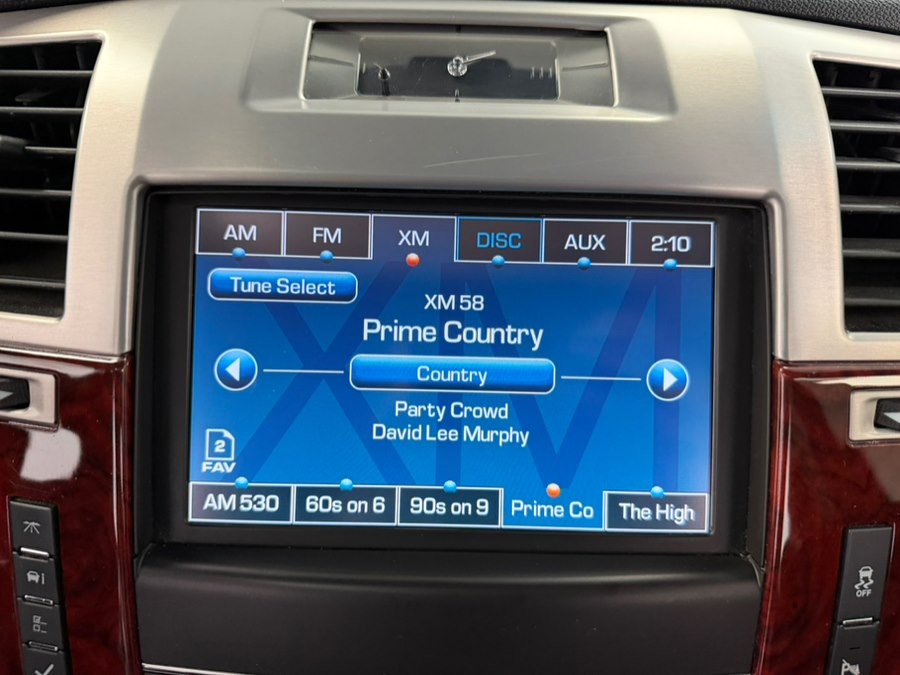 AM FM XM DISC AUX 2:10
Tune Select
XM 58
Prime Country
Country
Party Crowd
David Lee Murphy
2
FAV
AM 530 60s on 6 90s on 9 Prime Co The High
i
OFF